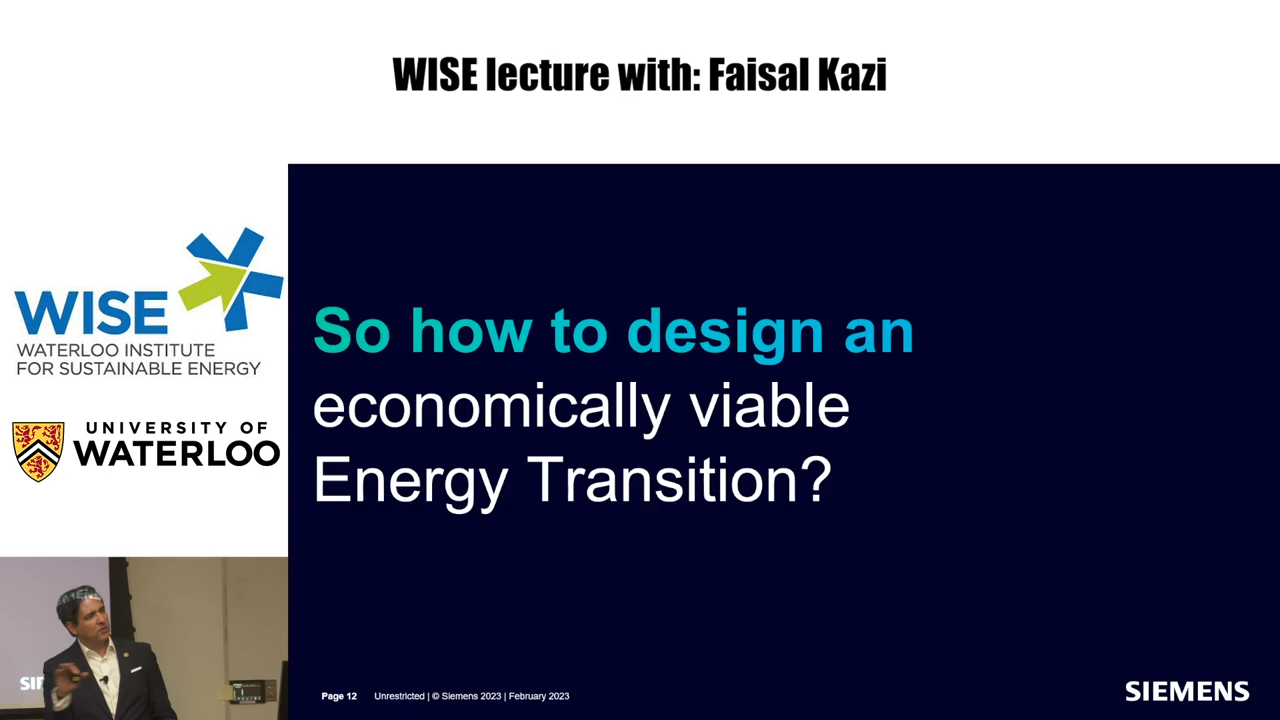 WISE lecture with: Faisal Kazi
WISE
WATERLOO INSTITUTE
FOR SUSTAINABLE ENERGY
UNIVERSITY OF
WATERLOO
So how to design an
economically viable
Energy Transition?
Page 12 Unrestricted | © Siemens 2023 | February 2023
SIEMENS